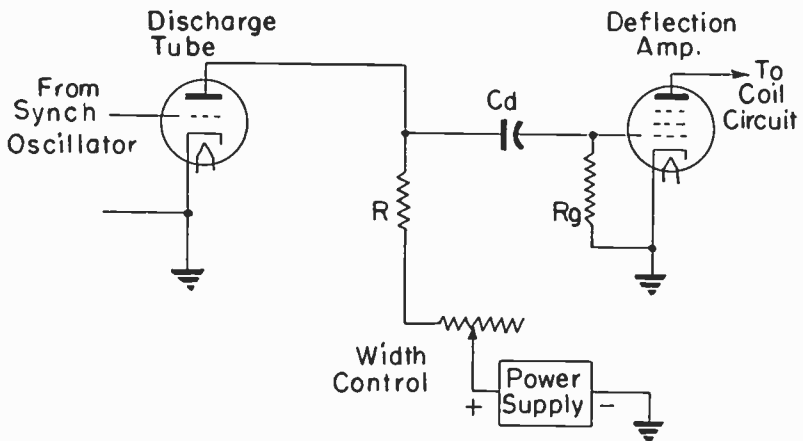 Discharge
Tube
From
Synch
Oscillator
Deflection
Amp.
To
Coil
Circuit
Cd
R
Rg
Width
Control
+
Power
Supply
-